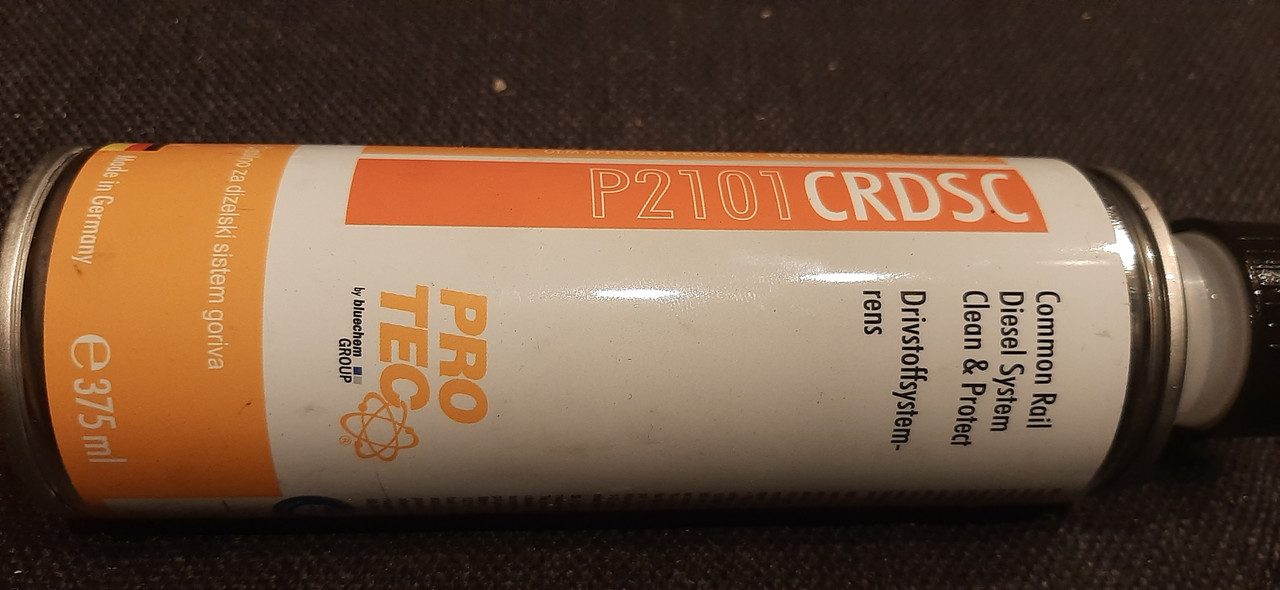 P2101 CRDSC
Common Rail
Diesel System
Clean & Protect
Drivstoffsystem-
rens
PRO
TEC®
by bluechem
GROUP
za dizelski sistem goriva
Made in Germany
e 375 ml